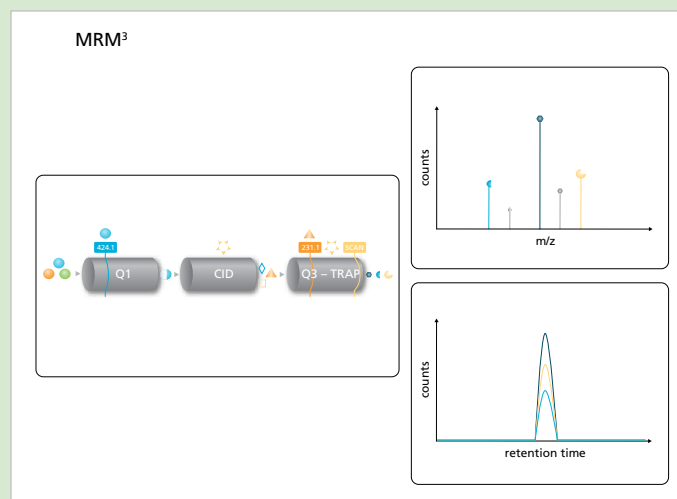 MRM³
424.1
Q1
CID
231.1
SCAN
Q3 – TRAP
counts
m/z
counts
retention time